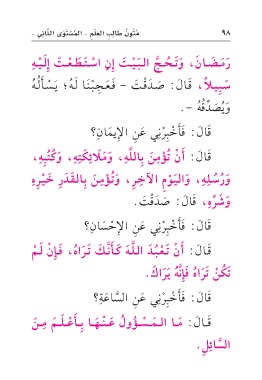 ٩٨ مُتُونُ طَالِبِ العِلْمِ - المُسْتَوَى الثَّانِي -
رَمَضَانَ، وَتَحُجَّ البَيْتَ إِنِ اسْتَطَعْتَ إِلَيْهِ
سَبِيلاً، قَالَ: صَدَقْتَ - فَعَجِبْنَا لَهُ؛ يَسْأَلُهُ
وَيُصَدِّقُهُ -.
قَالَ: فَأَخْبِرْنِي عَنِ الإِيمَانِ؟
قَالَ: أَنْ تُؤْمِنَ بِاللَّهِ، وَمَلَائِكَتِهِ، وَكُتُبِهِ،
وَرُسُلِهِ، وَاليَوْمِ الآخِرِ، وَتُؤْمِنَ بِالقَدَرِ خَيْرِهِ
وَشَرِّهِ، قَالَ: صَدَقْتَ.
قَالَ: فَأَخْبِرْنِي عَنِ الإِحْسَانِ؟
قَالَ: أَنْ تَعْبُدَ اللَّهَ كَأَنَّكَ تَرَاهُ، فَإِنْ لَمْ
تَكُنْ تَرَاهُ فَإِنَّهُ يَرَاكَ.
قَالَ: فَأَخْبِرْنِي عَنِ السَّاعَةِ؟
قَالَ: مَا المَسْؤُولُ عَنْهَا بِأَعْلَمَ مِنَ
السَّائِلِ.